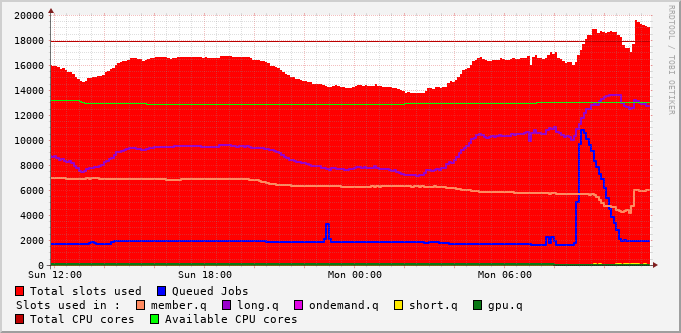 20000
18000
16000
14000
12000
10000
8000
6000
4000
2000
0
Sun 12:00 Sun 18:00 Mon 00:00 Mon 06:00
Total slots used Queued Jobs
Slots used in : member.q long.q ondemand.q short.q gpu.q
Total CPU cores Available CPU cores
RRDTOOL / TOBI OETIKER